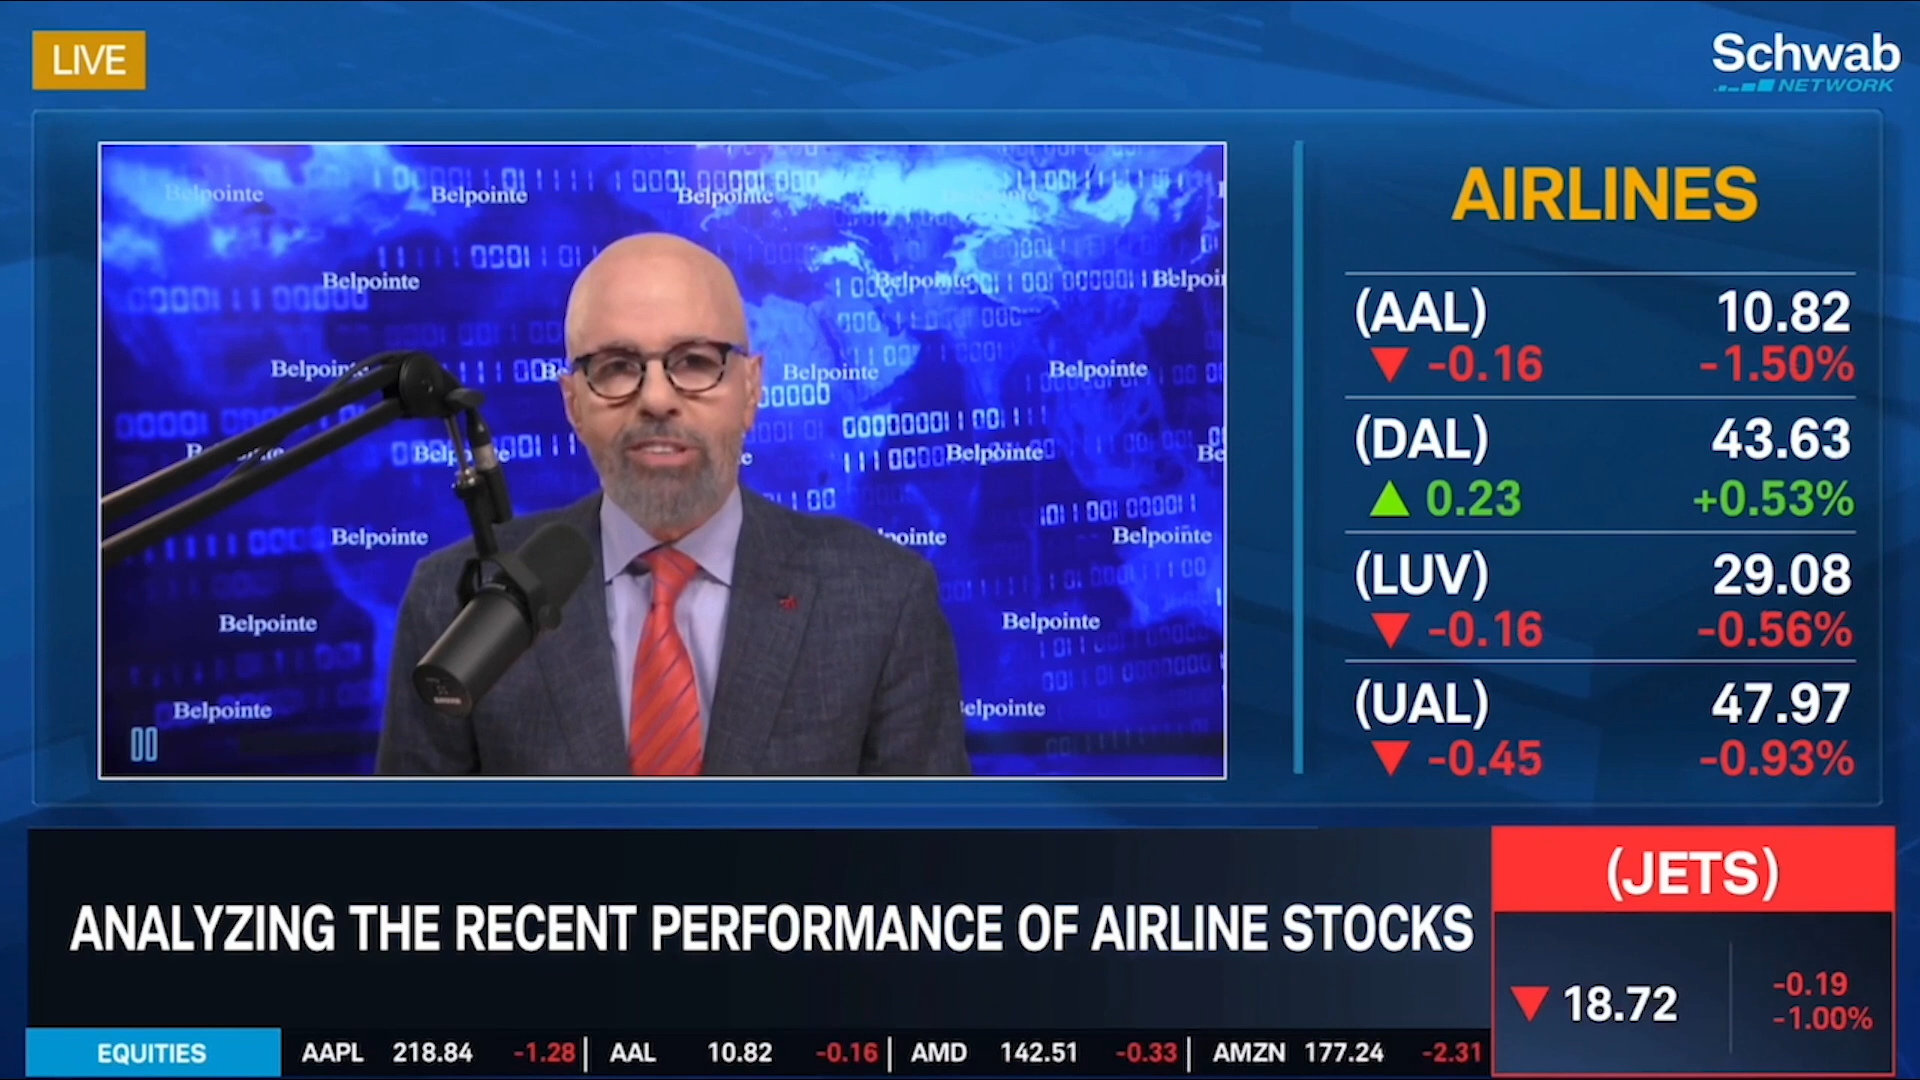 LIVE
Schwab
NETWORK
Belpointe Belpointe Belpointe
Belpointe Belpointe
Belpointe Belpointe
Belpointe
Belpointe Belpointe
Belpointe Belpointe
Belpointe
AIRLINES
(AAL) 10.82
▼ -0.16 -1.50%
(DAL) 43.63
▲ 0.23 +0.53%
(LUV) 29.08
▼ -0.16 -0.56%
(UAL) 47.97
▼ -0.45 -0.93%
ANALYZING THE RECENT PERFORMANCE OF AIRLINE STOCKS
(JETS)
▼ 18.72
-0.19
-1.00%
EQUITIES AAPL 218.84 -1.28 | AAL 10.82 -0.16 | AMD 142.51 -0.33 | AMZN 177.24 -2.31